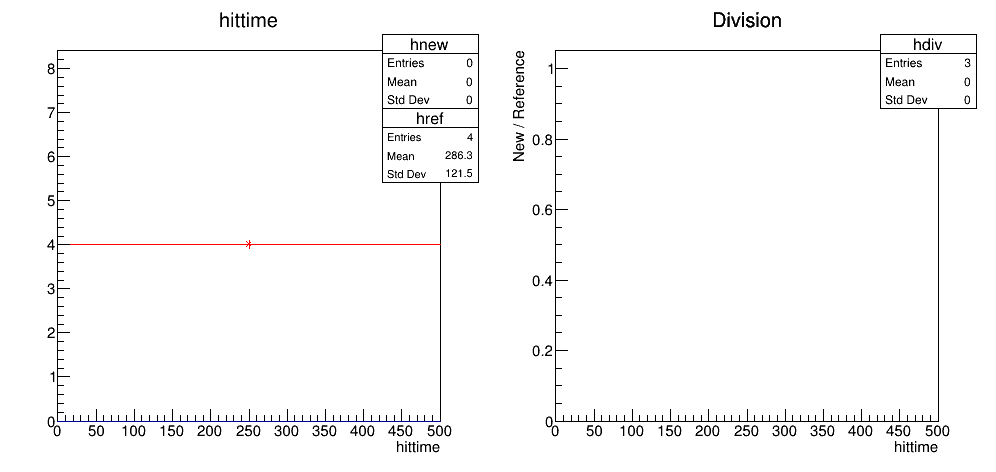 hittime
hnew
Entries 0
Mean 0
Std Dev 0
href
Entries 4
Mean 286.3
Std Dev 121.5
8
7
6
5
4
3
2
1
0
0 50 100 150 200 250 300 350 400 450 500
hittime
Division
hdiv
Entries 3
Mean 0
Std Dev 0
New / Reference
1
0.8
0.6
0.4
0.2
0
0 50 100 150 200 250 300 350 400 450 500
hittime